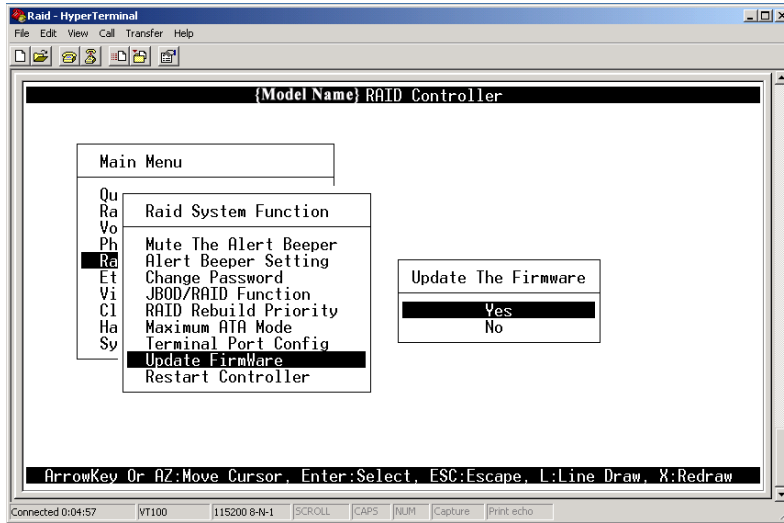 Raid - HyperTerminal
File Edit View Call Transfer Help
{Model Name} RAID Controller
Main Menu
Qu
Ra
Vo
Ph
Ra
Et
Vi
Cl
Ha
Sy
Raid System Function
Mute The Alert Beeper
Alert Beeper Setting
Change Password
JBOD/RAID Function
RAID Rebuild Priority
Maximum ATA Mode
Terminal Port Config
Update FirmWare
Restart Controller
Update The Firmware
Yes
No
ArrowKey Or AZ:Move Cursor, Enter:Select, ESC:Escape, L:Line Draw, X:Redraw
Connected 0:04:57 VT100 115200 8-N-1 SCROLL CAPS NUM Capture Print echo